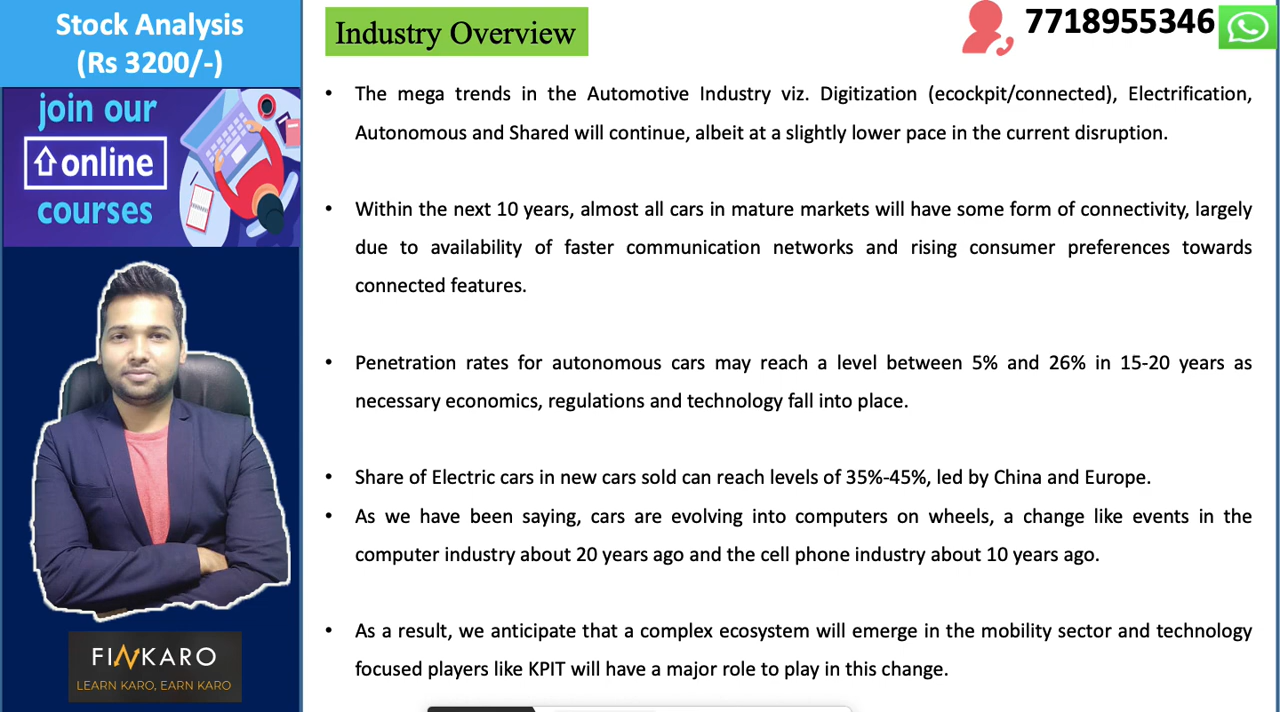 Stock Analysis
(Rs 3200/-)
join our
online
courses
FINKARO
LEARN KARO, EARN KARO
Industry Overview
7718955346
• The mega trends in the Automotive Industry viz. Digitization (ecockpit/connected), Electrification,
Autonomous and Shared will continue, albeit at a slightly lower pace in the current disruption.
• Within the next 10 years, almost all cars in mature markets will have some form of connectivity, largely
due to availability of faster communication networks and rising consumer preferences towards
connected features.
• Penetration rates for autonomous cars may reach a level between 5% and 26% in 15-20 years as
necessary economics, regulations and technology fall into place.
• Share of Electric cars in new cars sold can reach levels of 35%-45%, led by China and Europe.
• As we have been saying, cars are evolving into computers on wheels, a change like events in the
computer industry about 20 years ago and the cell phone industry about 10 years ago.
• As a result, we anticipate that a complex ecosystem will emerge in the mobility sector and technology
focused players like KPIT will have a major role to play in this change.